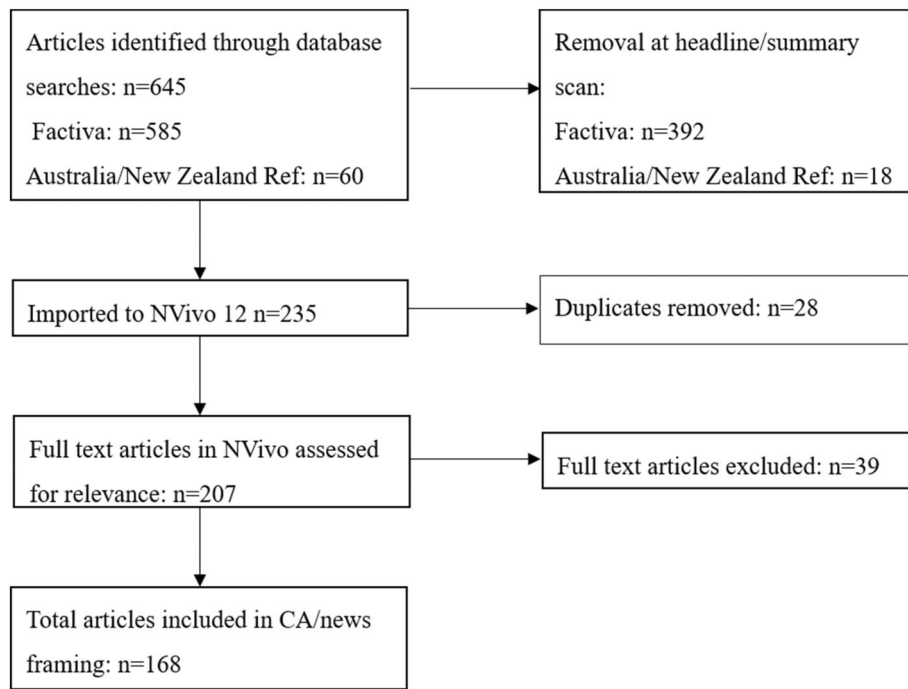 Articles identified through database
searches: n=645
Factiva: n=585
Australia/New Zealand Ref: n=60
Removal at headline/summary
scan:
Factiva: n=392
Australia/New Zealand Ref: n=18
Imported to NVivo 12 n=235
Duplicates removed: n=28
Full text articles in NVivo assessed
for relevance: n=207
Full text articles excluded: n=39
Total articles included in CA/news
framing: n=168